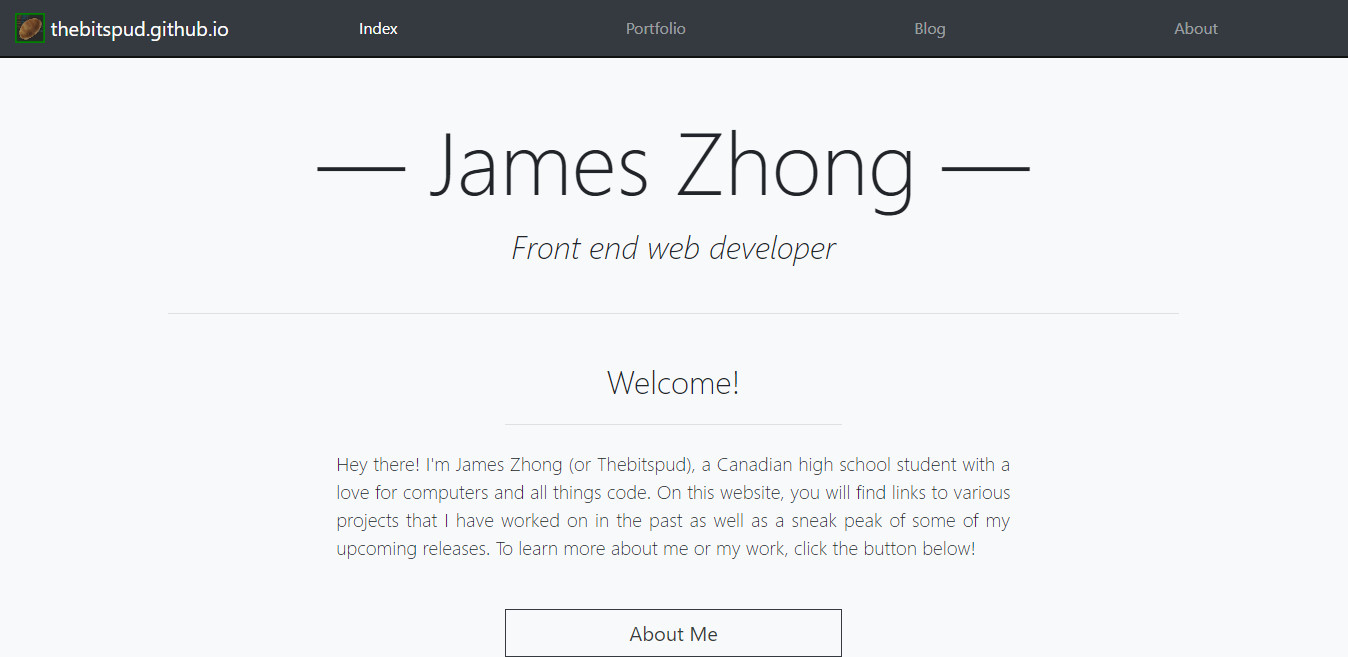 thebitspud.github.io Index Portfolio Blog About
— James Zhong —
Front end web developer
Welcome!
Hey there! I'm James Zhong (or Thebitspud), a Canadian high school student with a
love for computers and all things code. On this website, you will find links to various
projects that I have worked on in the past as well as a sneak peak of some of my
upcoming releases. To learn more about me or my work, click the button below!
About Me